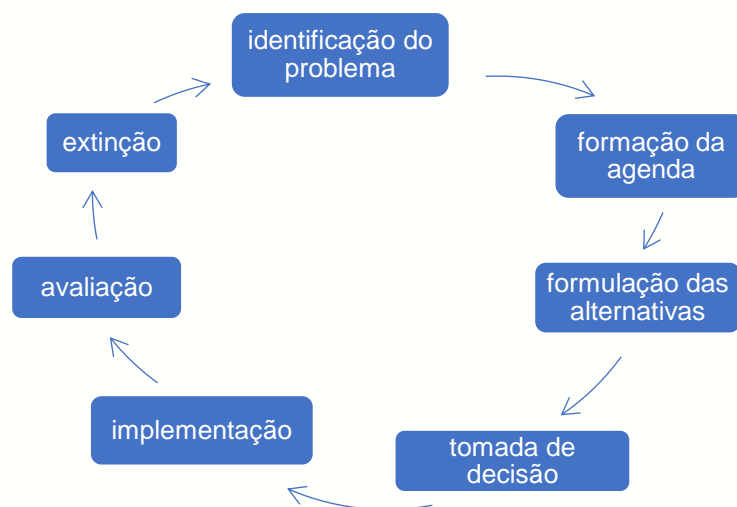 identificação do
problema
formação da
agenda
formulação das
alternativas
tomada de
decisão
implementação
avaliação
extinção